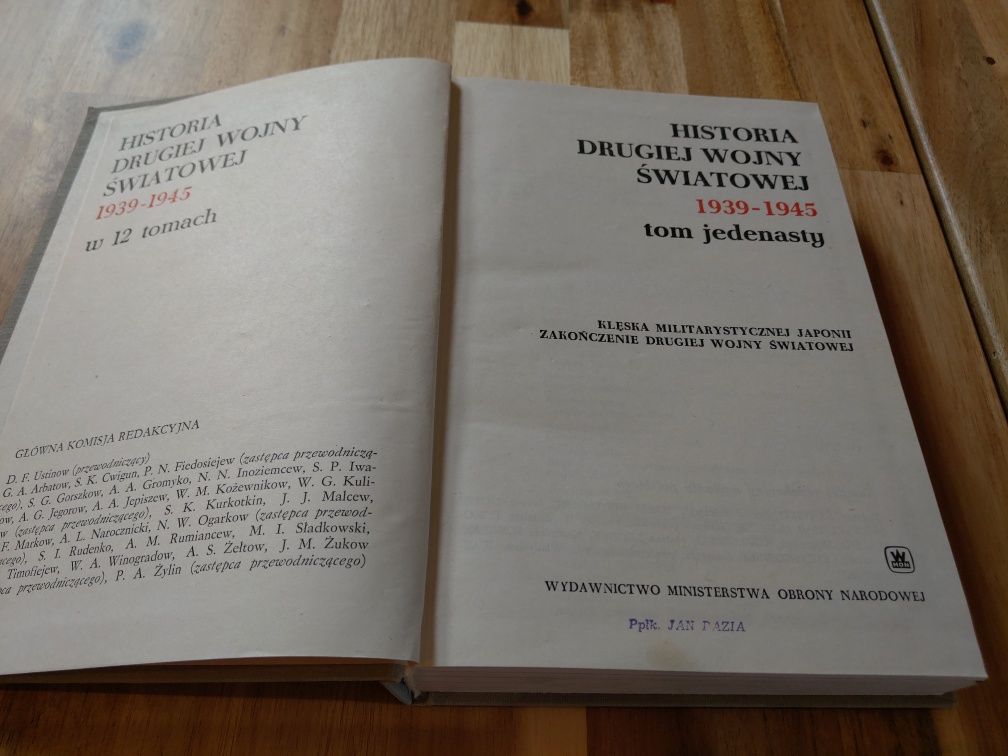 HISTORIA
DRUGIEJ WOJNY
ŚWIATOWEJ
1939-1945
w 12 tomach
GŁÓWNA KOMISJA REDAKCYJNA
D. F. Ustinow (przewodniczący)
G. A. Arbatow, S. K. Cwigun, P. N. Fiedosiejew (zastępca przewodniczą-
cego), S. G. Gorszkow, A. A. Gromyko, N. N. Inoziemcew, S. P. Iwa-
A. G. Jegorow, A. A. Jepiszew, W. M. Kożewnikow, W. G. Kuli-
(zastępca przewodniczącego), S. K. Kurkotkin, J. J. Malcew,
F. Markow, A. L. Narocznicki, N. W. Ogarkow (zastępca przewod-
S. I. Rudenko, A. M. Rumiancew, M. I. Sładkowski,
Timofiejew, W. A. Winogradow, A. S. Żełtow, J. M. Żukow
przewodniczącego), P. A. Żylin (zastępca przewodniczącego)
HISTORIA
DRUGIEJ WOJNY
ŚWIATOWEJ
1939-1945
tom jedenasty
KLĘSKA MILITARYSTYCZNEJ JAPONII
ZAKOŃCZENIE DRUGIEJ WOJNY ŚWIATOWEJ
W
MON
WYDAWNICTWO MINISTERSTWA OBRONY NARODOWEJ
Ppłk. JAN